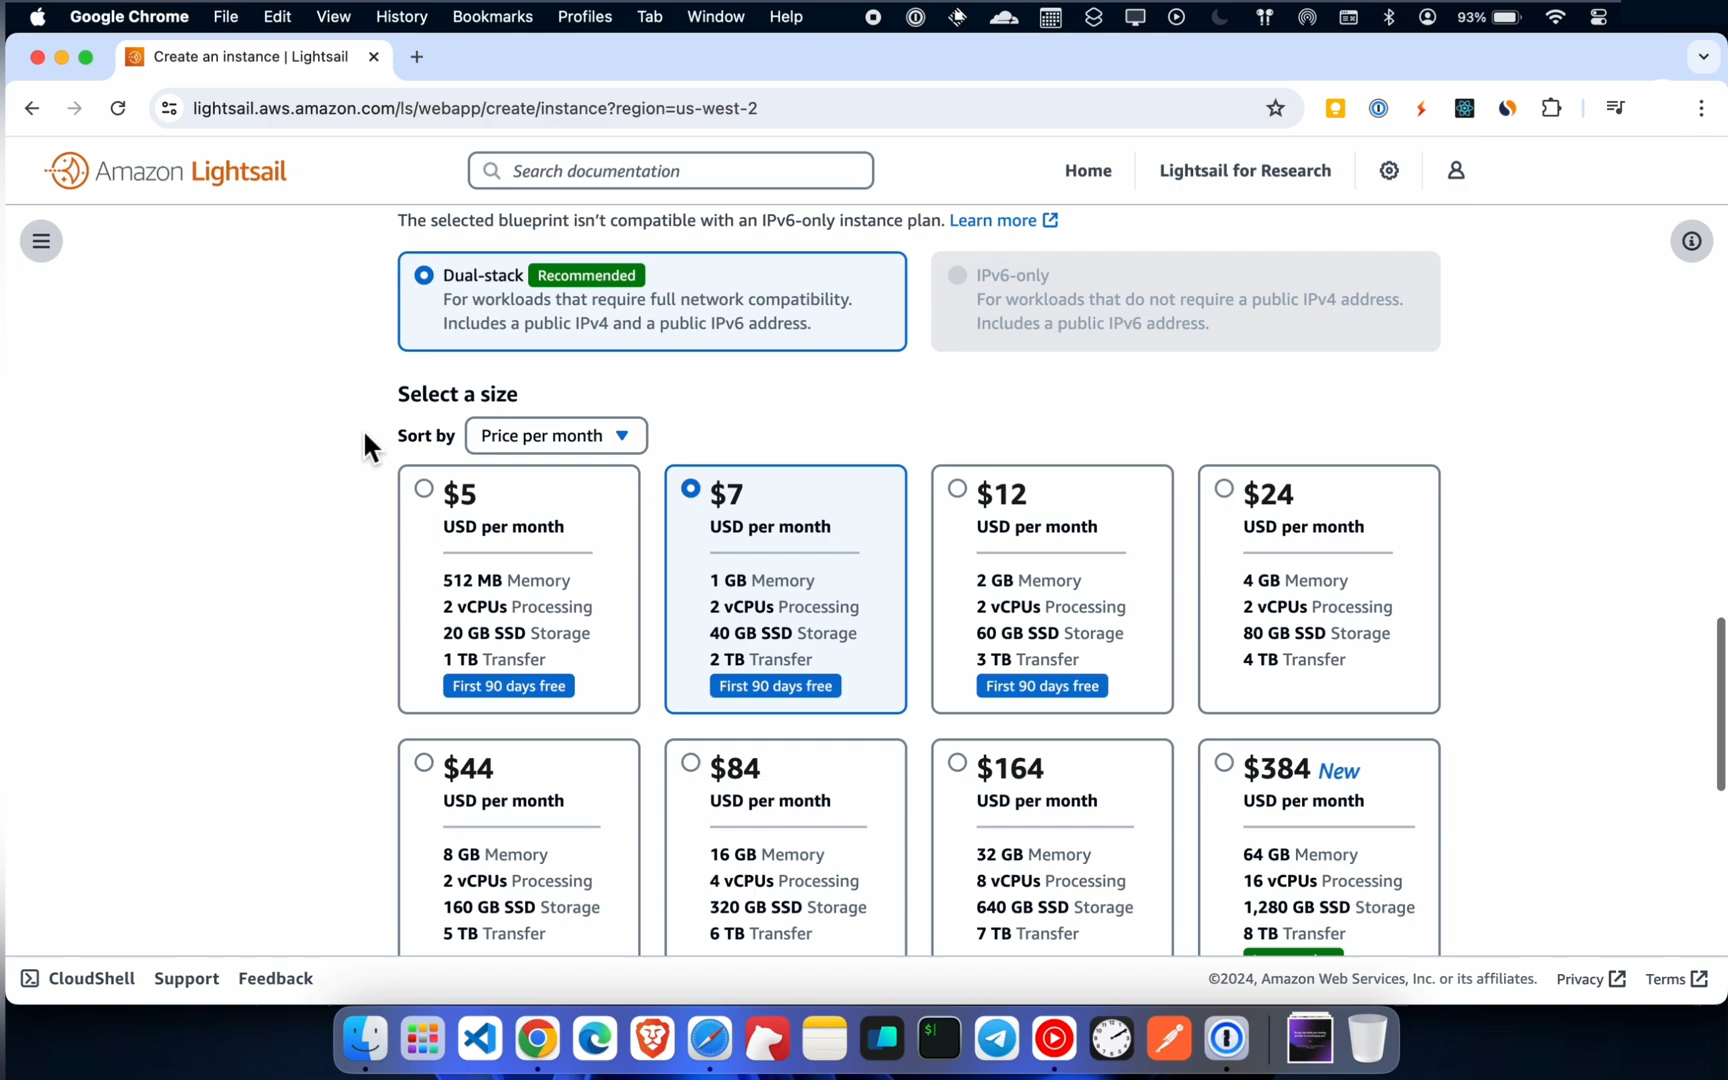 Google Chrome File Edit View History Bookmarks Profiles Tab Window Help 93%
Create an instance | Lightsail
lightsail.aws.amazon.com/ls/webapp/create/instance?region=us-west-2
Amazon Lightsail
Search documentation
Home
Lightsail for Research
The selected blueprint isn’t compatible with an IPv6-only instance plan. Learn more
Dual-stack Recommended
For workloads that require full network compatibility.
Includes a public IPv4 and a public IPv6 address.
IPv6-only
For workloads that do not require a public IPv4 address.
Includes a public IPv6 address.
Select a size
Sort by Price per month
$5
USD per month
512 MB Memory
2 vCPUs Processing
20 GB SSD Storage
1 TB Transfer
First 90 days free
$7
USD per month
1 GB Memory
2 vCPUs Processing
40 GB SSD Storage
2 TB Transfer
First 90 days free
$12
USD per month
2 GB Memory
2 vCPUs Processing
60 GB SSD Storage
3 TB Transfer
First 90 days free
$24
USD per month
4 GB Memory
2 vCPUs Processing
80 GB SSD Storage
4 TB Transfer
$44
USD per month
8 GB Memory
2 vCPUs Processing
160 GB SSD Storage
5 TB Transfer
$84
USD per month
16 GB Memory
4 vCPUs Processing
320 GB SSD Storage
6 TB Transfer
$164
USD per month
32 GB Memory
8 vCPUs Processing
640 GB SSD Storage
7 TB Transfer
$384 New
USD per month
64 GB Memory
16 vCPUs Processing
1,280 GB SSD Storage
8 TB Transfer
CloudShell Support Feedback
©2024, Amazon Web Services, Inc. or its affiliates. Privacy Terms